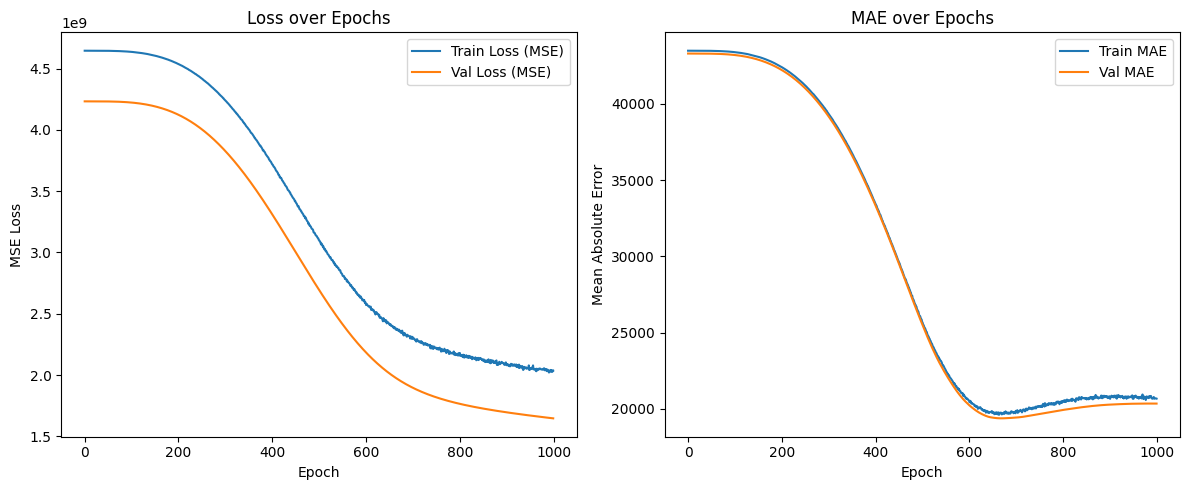 Loss over Epochs
1e9
Train Loss (MSE)
Val Loss (MSE)
4.5
4.0
3.5
3.0
2.5
2.0
1.5
MSE Loss
0 200 400 600 800 1000
Epoch
MAE over Epochs
Train MAE
Val MAE
40000
35000
30000
25000
20000
Mean Absolute Error
0 200 400 600 800 1000
Epoch